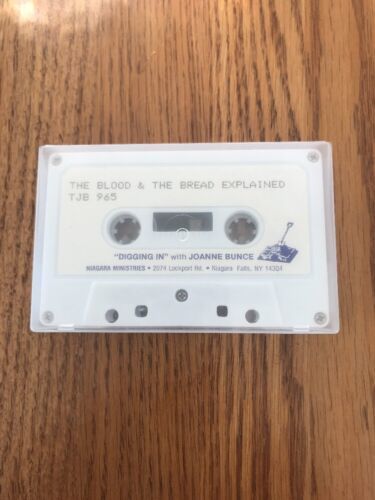 THE BLOOD & THE BREAD EXPLAINED
TJB 965
"DIGGING IN" with JOANNE BUNCE
NIAGARA MINISTRIES • 2074 Lockport Rd. • Niagara Falls, NY 14304